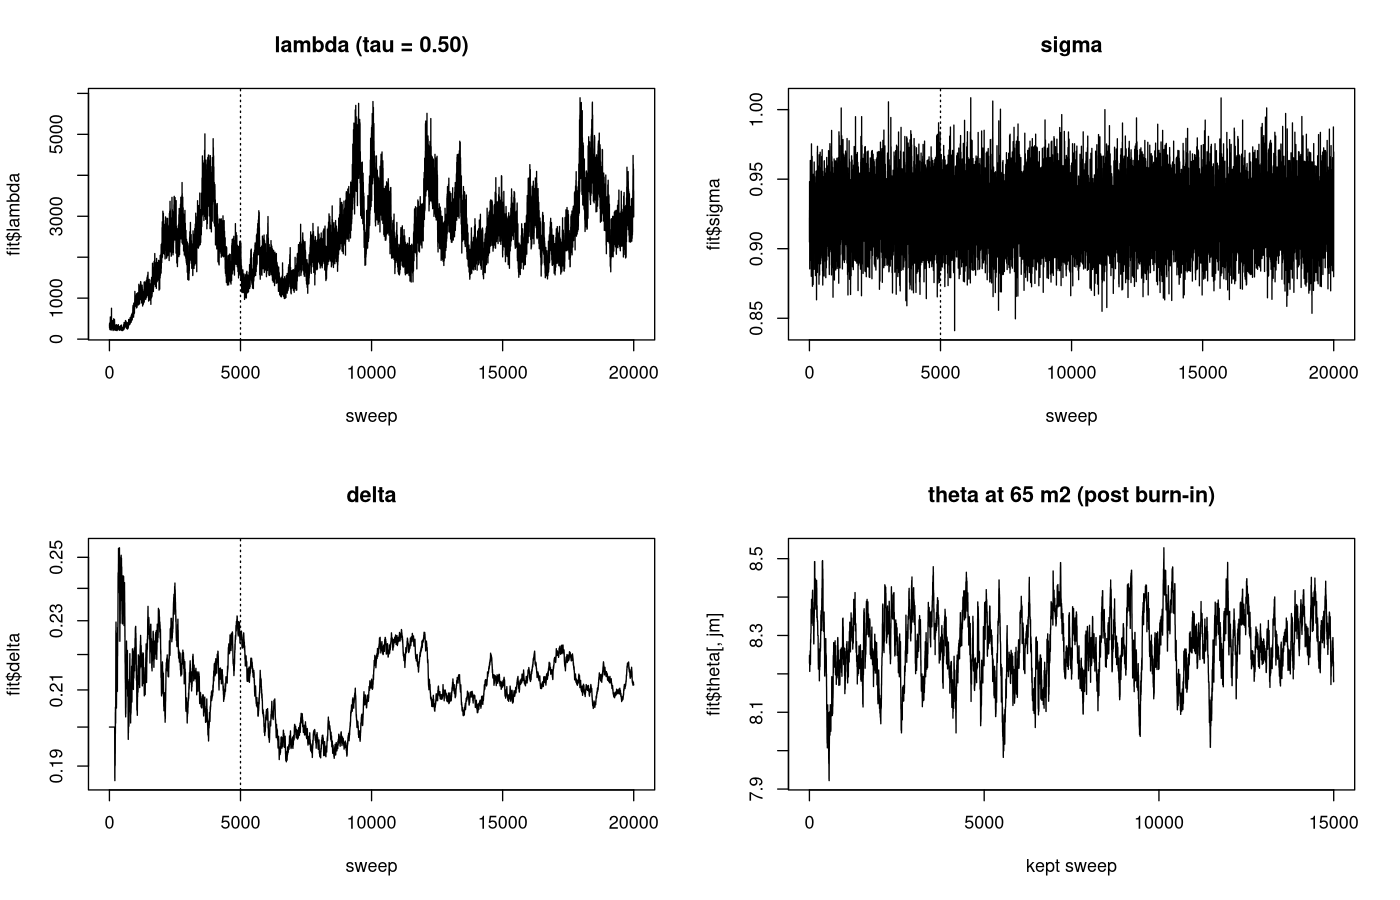 lambda (tau = 0.50)
fit$lambda
0 1000 3000 5000
0 5000 10000 15000 20000
sweep
sigma
fit$sigma
0.85 0.90 0.95 1.00
0 5000 10000 15000 20000
sweep
delta
fit$delta
0.19 0.21 0.23 0.25
0 5000 10000 15000 20000
sweep
theta at 65 m2 (post burn-in)
fit$theta[, jm]
7.9 8.1 8.3 8.5
0 5000 10000 15000
kept sweep